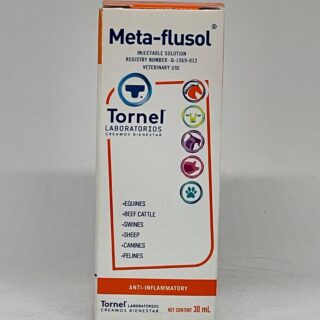 Meta-flusol®
INJECTABLE SOLUTION
REGISTRY NUMBER: Q-1069-012
VETERINARY USE
Tornel
LABORATORIOS
CREAMOS BIENESTAR
•EQUINES
•BEEF CATTLE
•SWINES
•SHEEP
•CANINES
•FELINES
ANTI-INFLAMMATORY
Tornel LABORATORIOS
CREAMOS BIENESTAR
NET CONTENT 30 mL